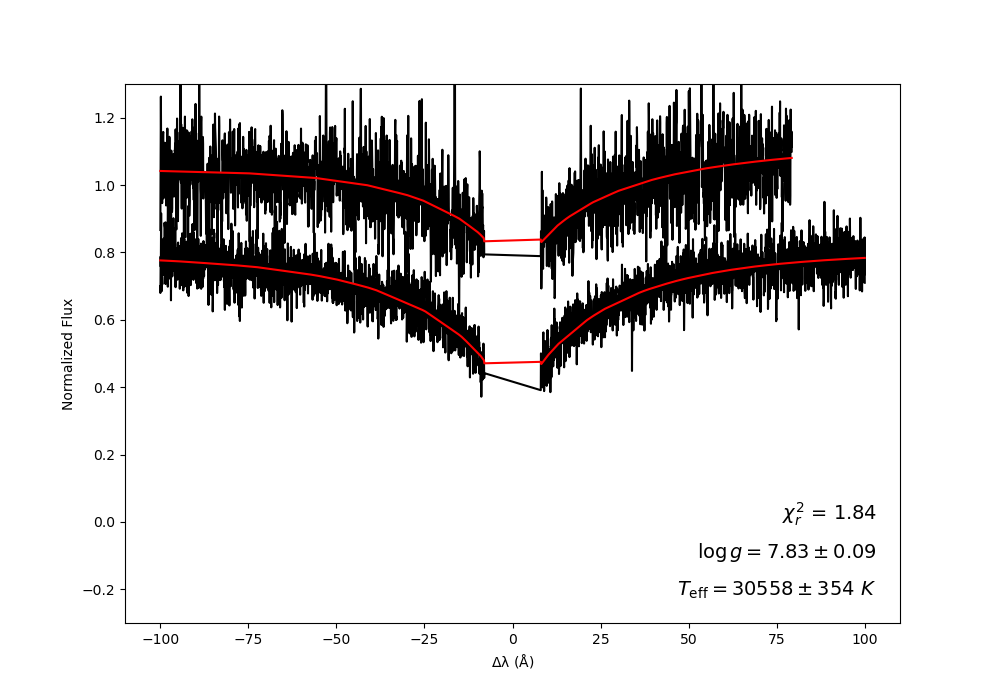 1.2
1.0
0.8
0.6
0.4
0.2
0.0
−0.2
Normalized Flux
χ²ᵣ = 1.84
log g = 7.83 ± 0.09
T_eff = 30558 ± 354 K
−100 −75 −50 −25 0 25 50 75 100
Δλ (Å)